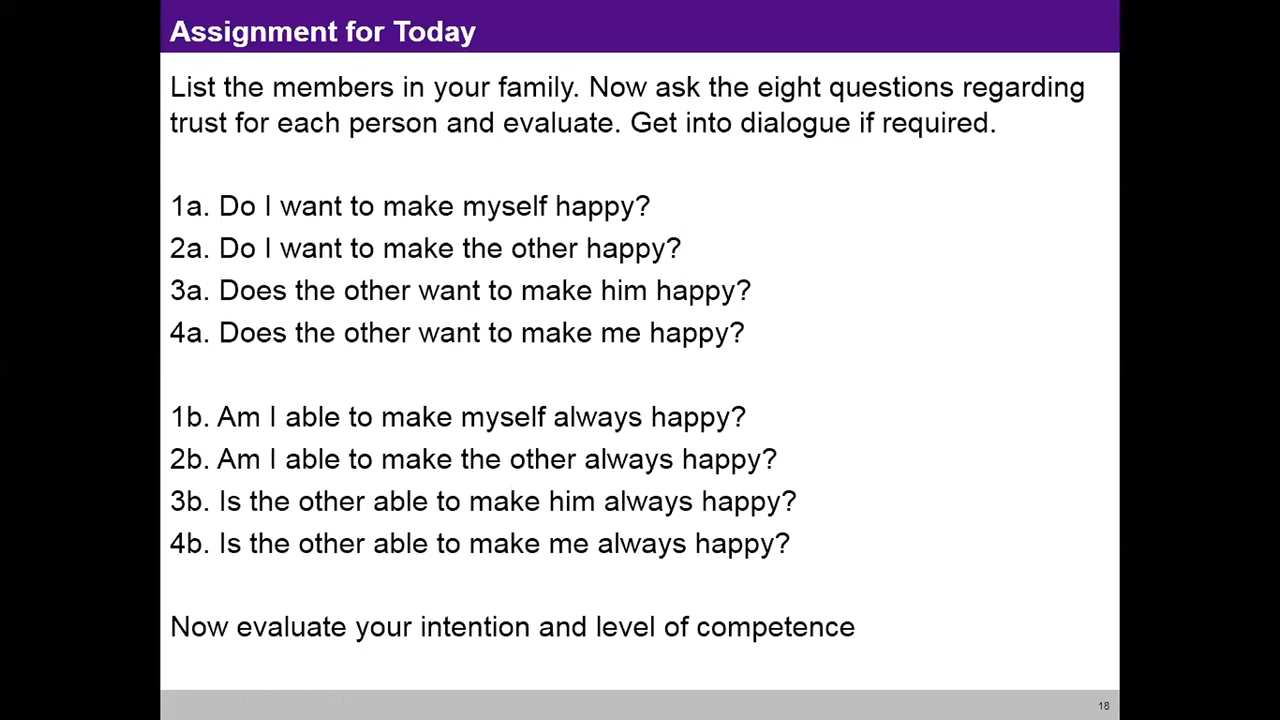 Assignment for Today
List the members in your family. Now ask the eight questions regarding
trust for each person and evaluate. Get into dialogue if required.
1a. Do I want to make myself happy?
2a. Do I want to make the other happy?
3a. Does the other want to make him happy?
4a. Does the other want to make me happy?
1b. Am I able to make myself always happy?
2b. Am I able to make the other always happy?
3b. Is the other able to make him always happy?
4b. Is the other able to make me always happy?
Now evaluate your intention and level of competence
18